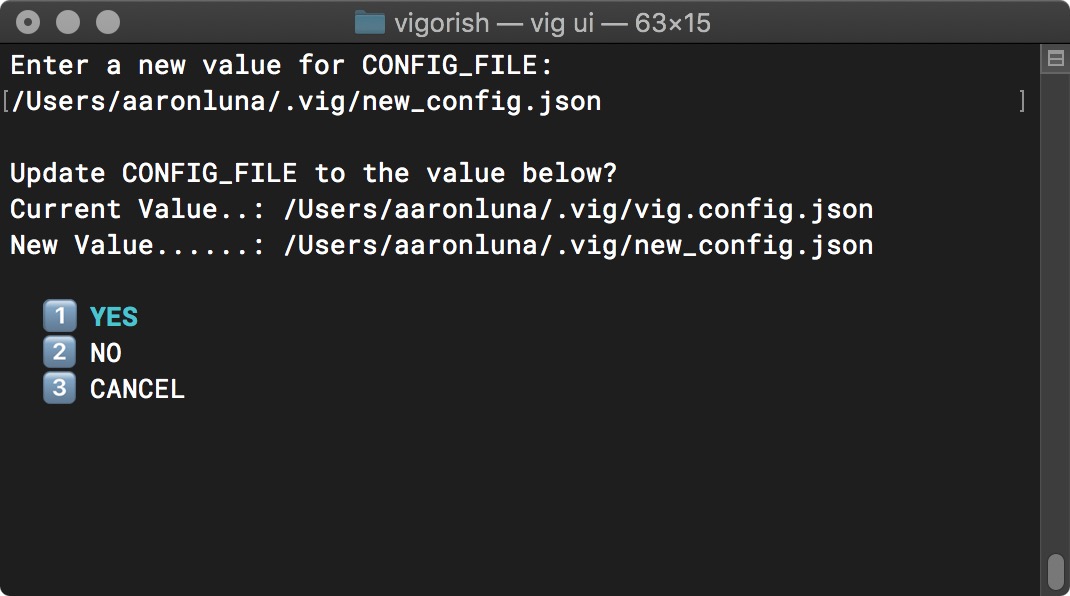 vigorish — vig ui — 63×15
Enter a new value for CONFIG_FILE:
[/Users/aaronluna/.vig/new_config.json ]
Update CONFIG_FILE to the value below?
Current Value..: /Users/aaronluna/.vig/vig.config.json
New Value......: /Users/aaronluna/.vig/new_config.json
1 YES
2 NO
3 CANCEL